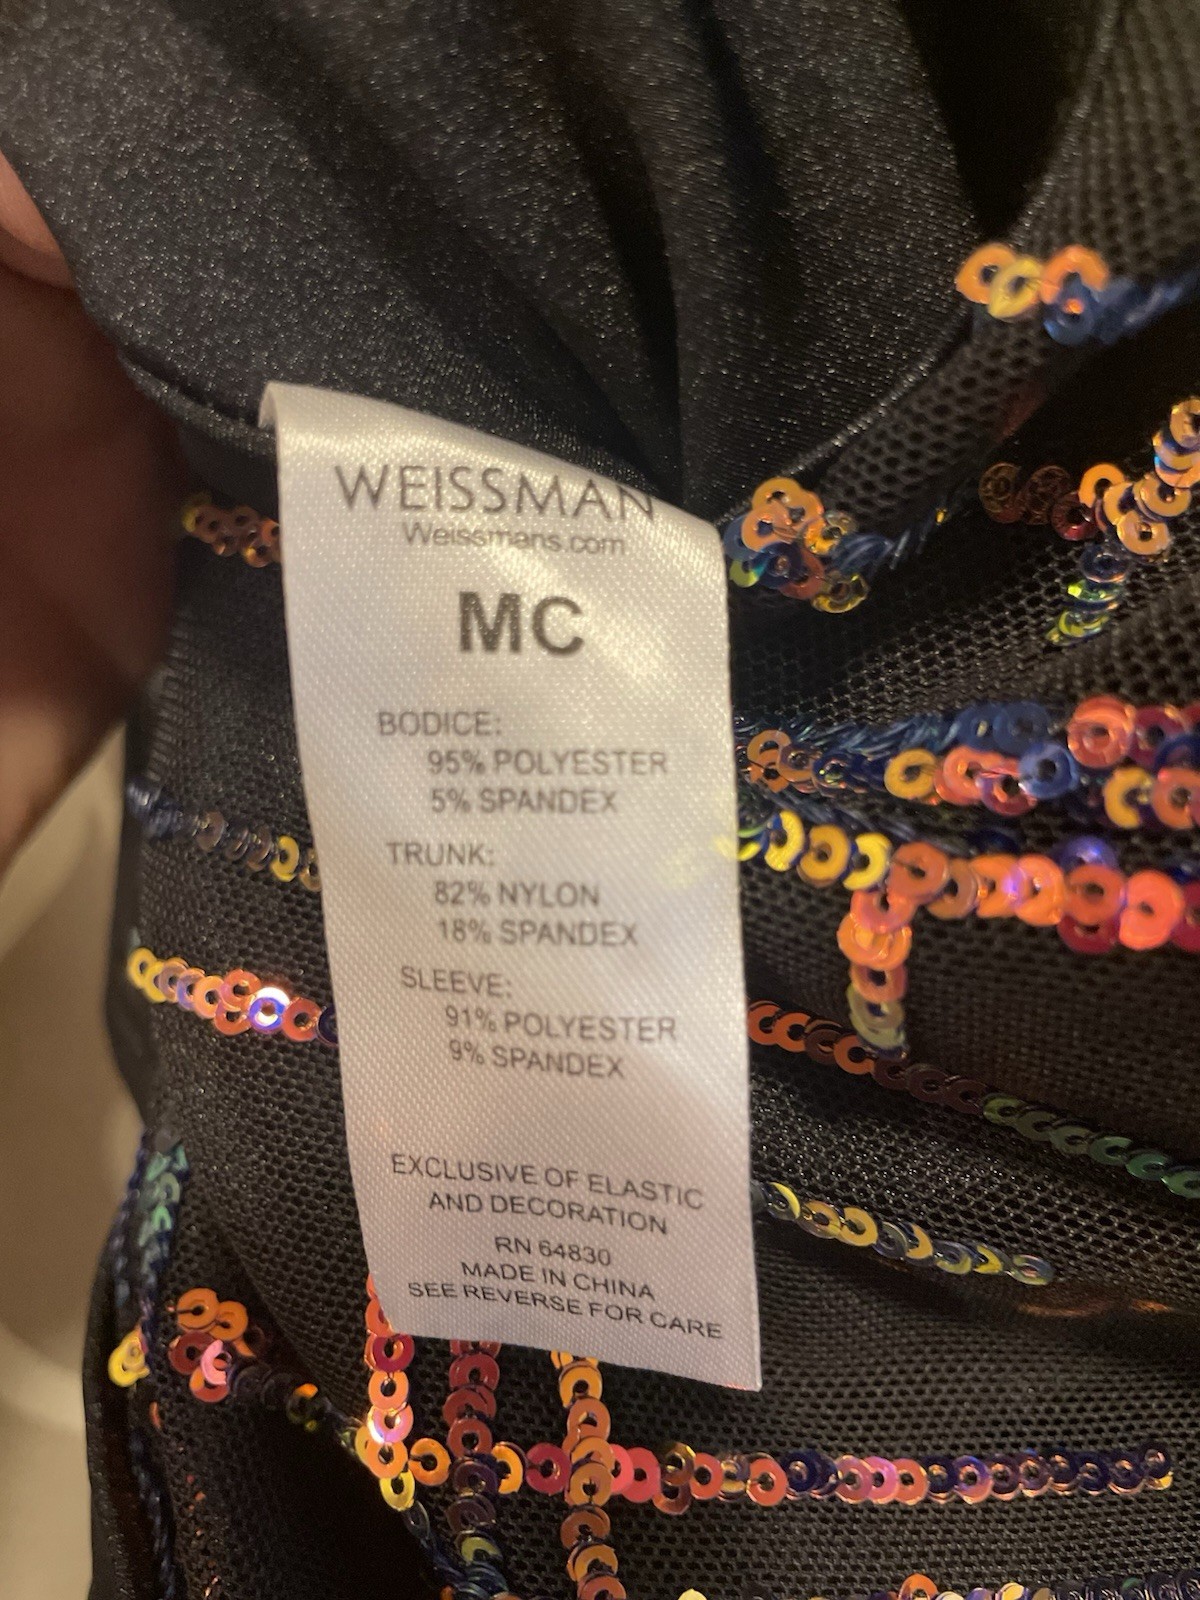 WEISSMAN
Weissmans.com
MC
BODICE:
95% POLYESTER
5% SPANDEX
TRUNK:
82% NYLON
18% SPANDEX
SLEEVE:
91% POLYESTER
9% SPANDEX
EXCLUSIVE OF ELASTIC
AND DECORATION
RN 64830
MADE IN CHINA
SEE REVERSE FOR CARE